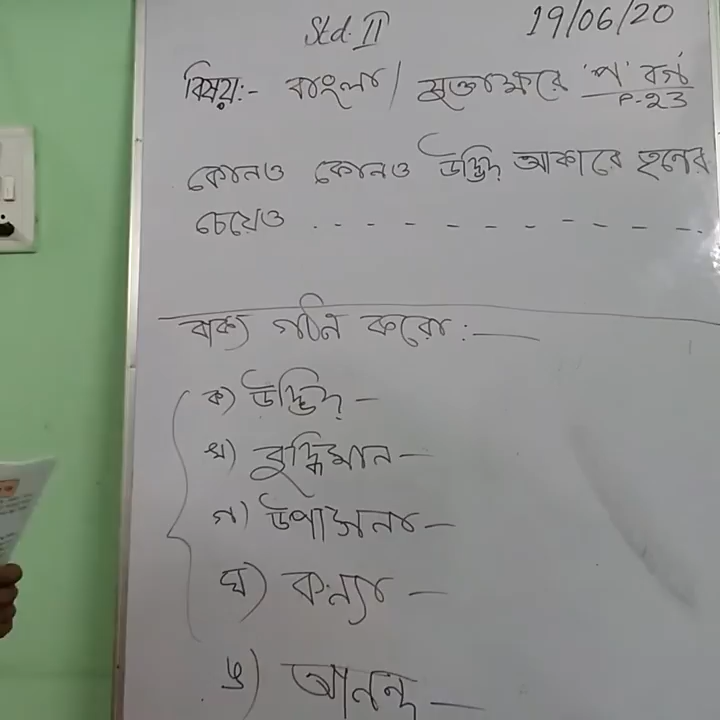 Std. II
19/06/20
বিষয়:- বাংলা / যুক্তাক্ষরে 'প' বর্গ
P-23
কোনও কোনও উদ্ভিদ্ আকারে তৃনের
চেয়েও . . - - - - - - - -.
বাক্য গঠন করো :—
ক) উদ্ভিদ্ —
খ) বুদ্ধিমান —
গ) উপাসনা —
ঘ) কন্যা —
ঙ) আনন্দ —